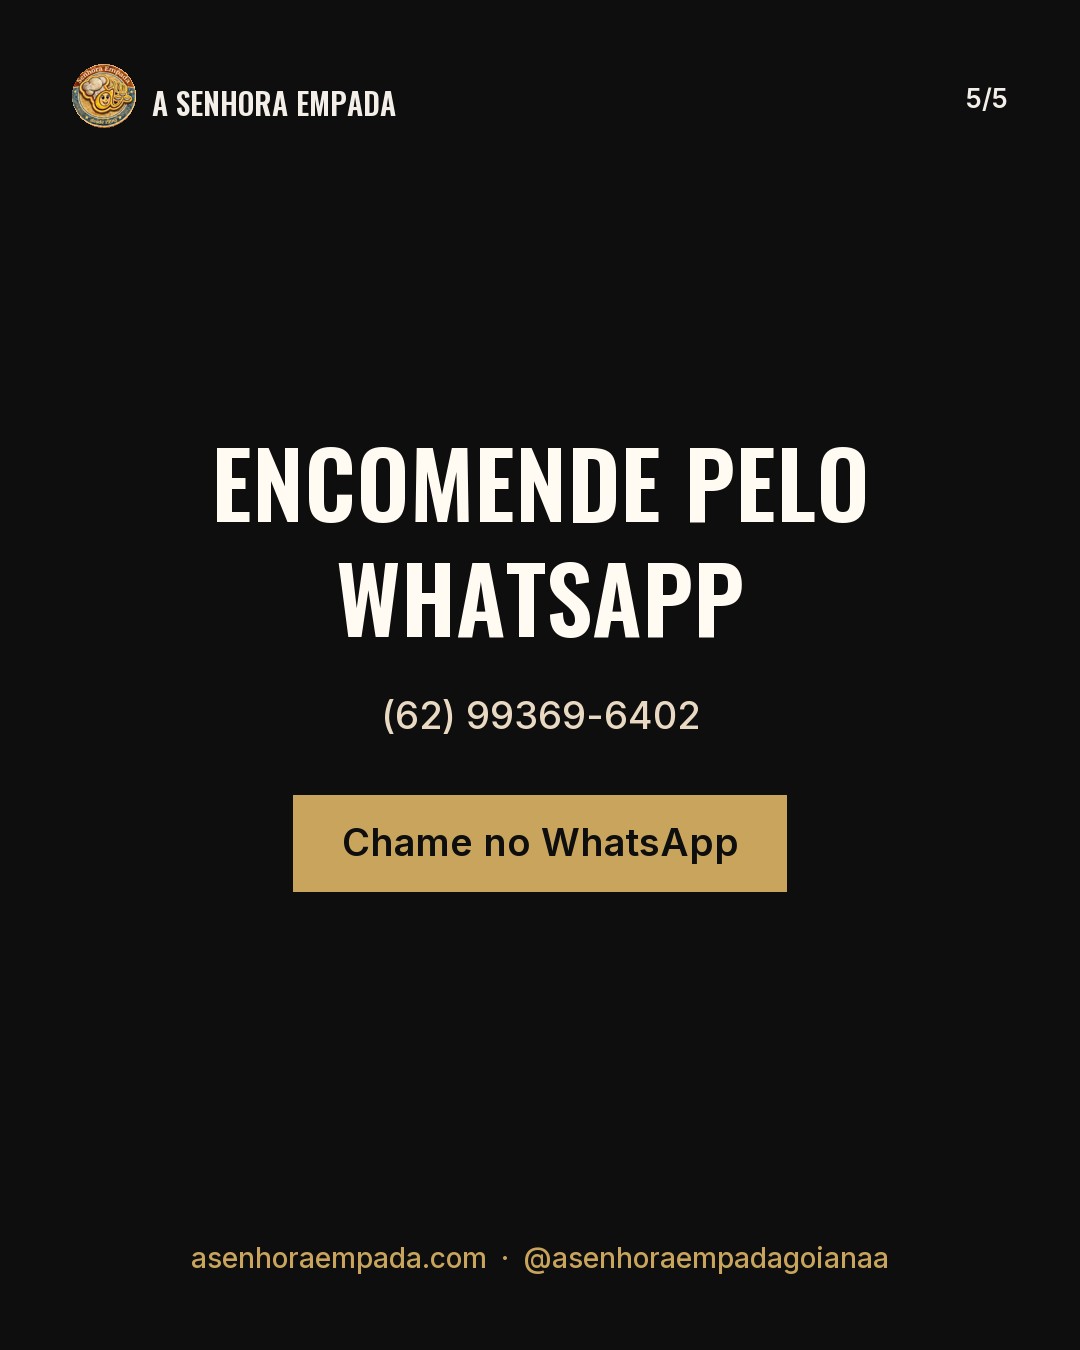 A SENHORA EMPADA
5/5
ENCOMENDE PELO
WHATSAPP
(62) 99369-6402
Chame no WhatsApp
asenhoraempada.com · @asenhoraempadagoianaa